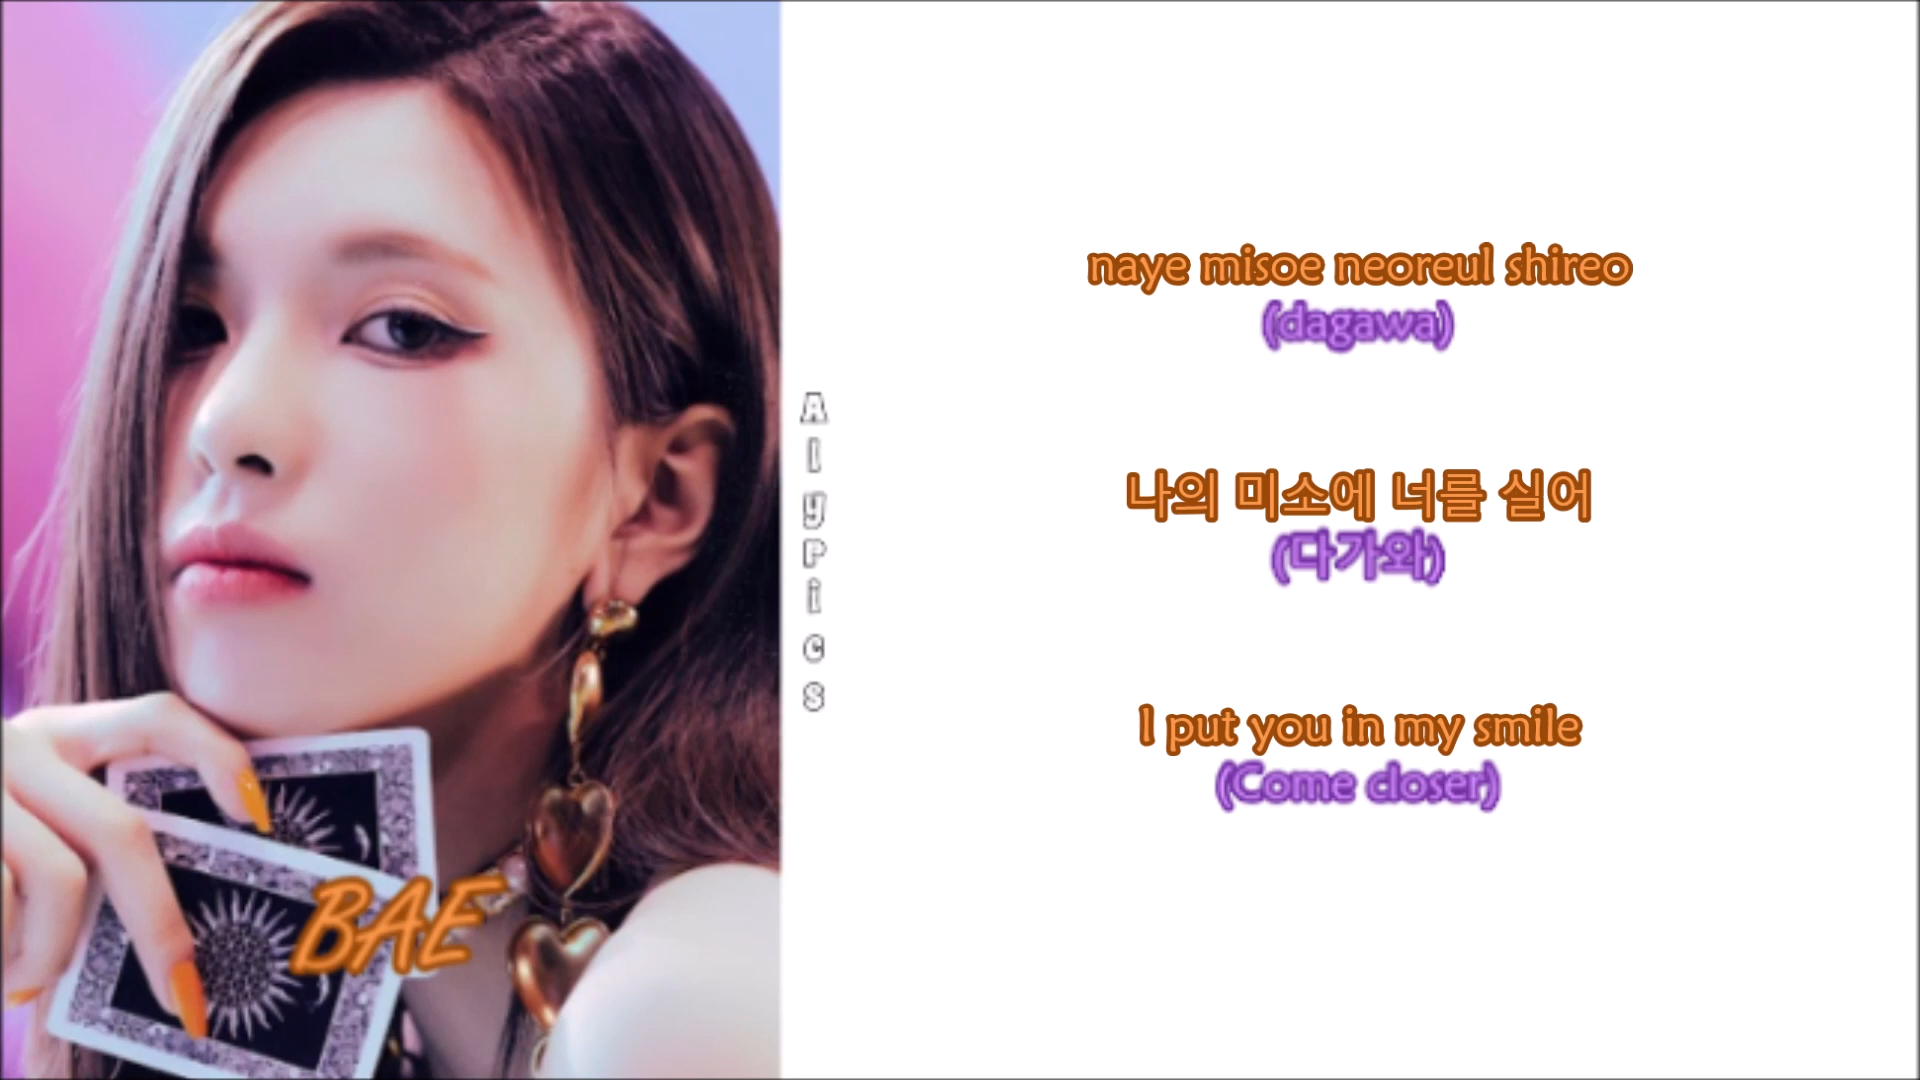 BAE
AlyPics
naye misoe neoreul shireo
(dagawa)
나의 미소에 너를 실어
(다가와)
I put you in my smile
(Come closer)